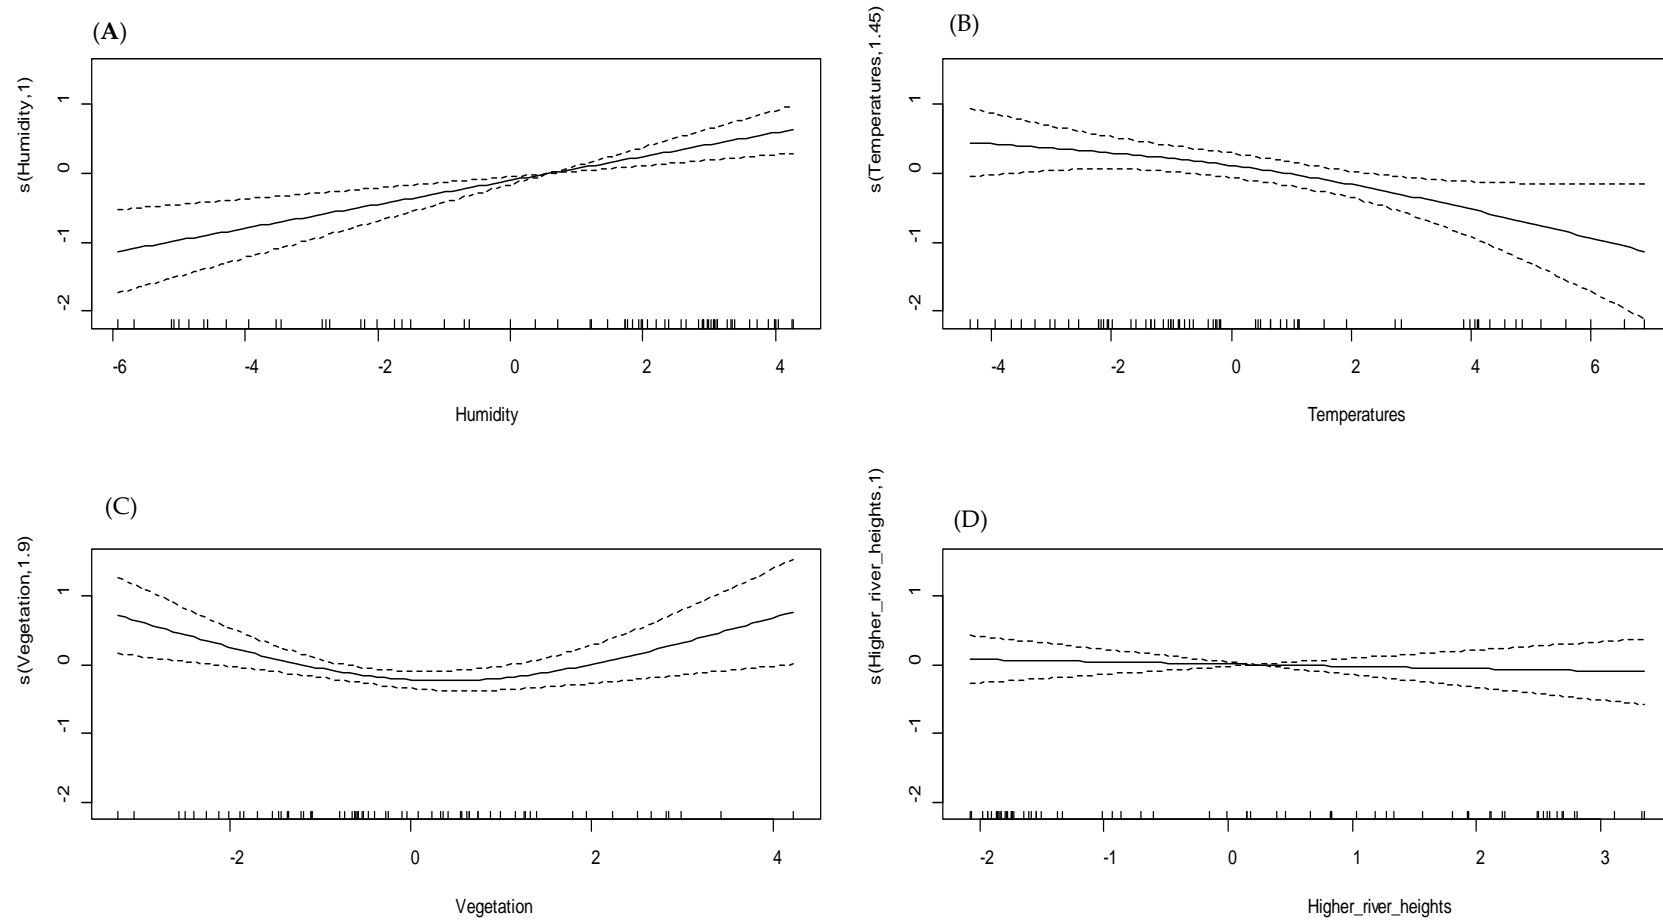 (A)
s(Humidity,1)
1
0
-1
-2
-6 -4 -2 0 2 4
Humidity
(B)
s(Temperatures,1.45)
1
0
-1
-2
-4 -2 0 2 4 6
Temperatures
(C)
s(Vegetation,1.9)
1
0
-1
-2
-2 0 2 4
Vegetation
(D)
s(Higher_river_heights,1)
1
0
-1
-2
-2 -1 0 1 2 3
Higher_river_heights